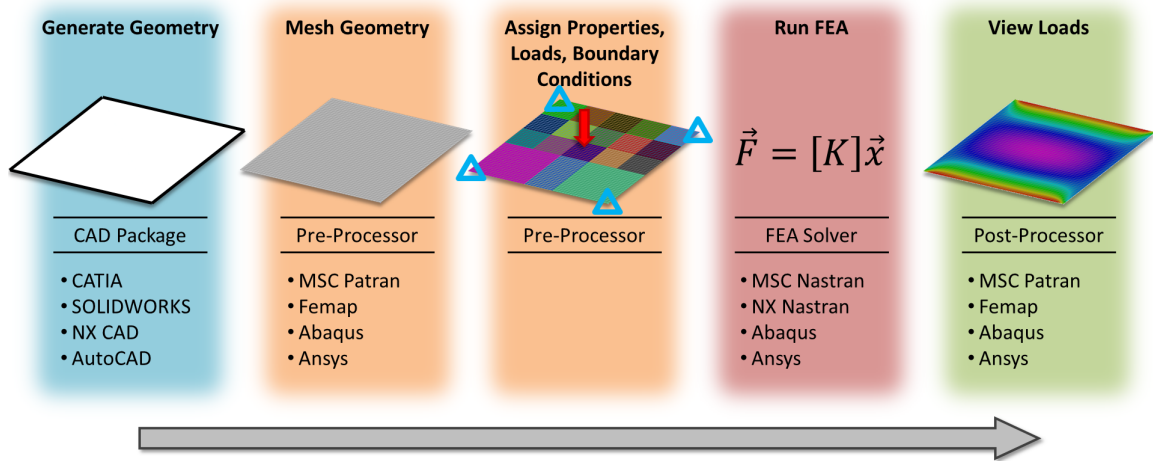 Generate Geometry
CAD Package
• CATIA
• SOLIDWORKS
• NX CAD
• AutoCAD
Mesh Geometry
Pre-Processor
• MSC Patran
• Femap
• Abaqus
• Ansys
Assign Properties,
Loads, Boundary
Conditions
Pre-Processor
Run FEA
F⃗ = [K]x⃗
FEA Solver
• MSC Nastran
• NX Nastran
• Abaqus
• Ansys
View Loads
Post-Processor
• MSC Patran
• Femap
• Abaqus
• Ansys